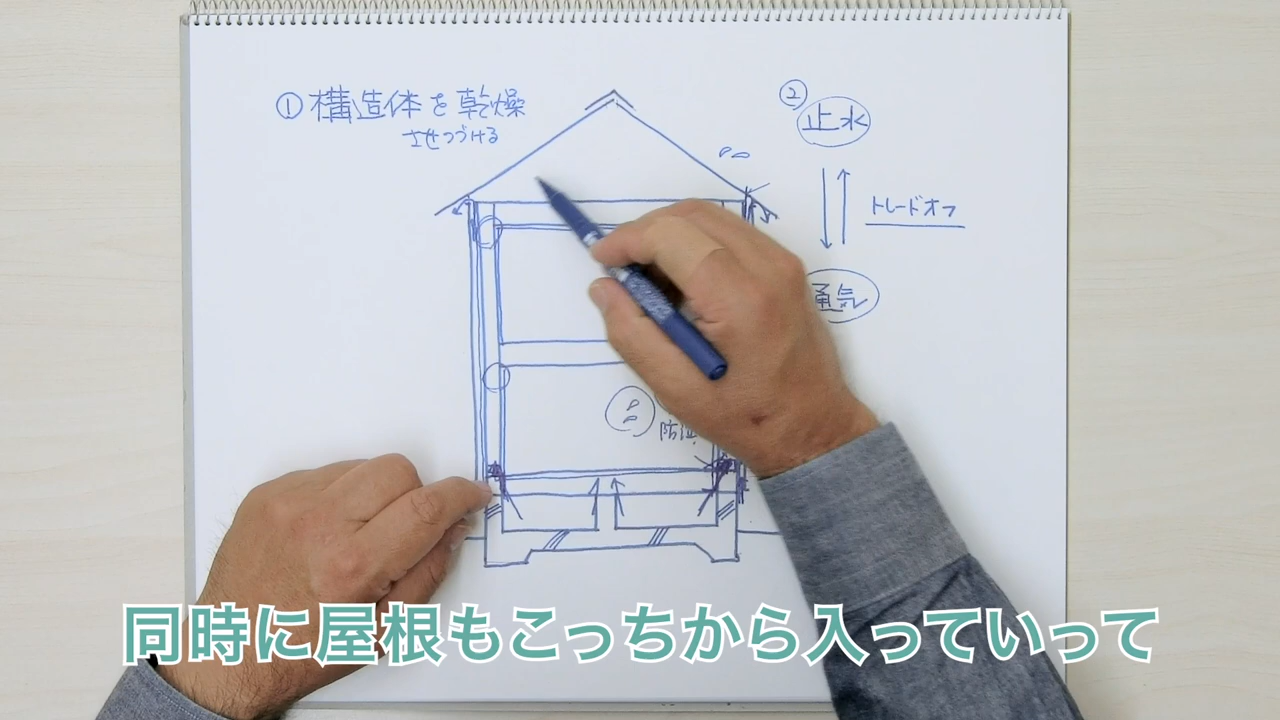 ① 構造体を乾燥
させつづける
②
止水
トレードオフ
通気
防湿
同時に屋根もこっちから入っていって